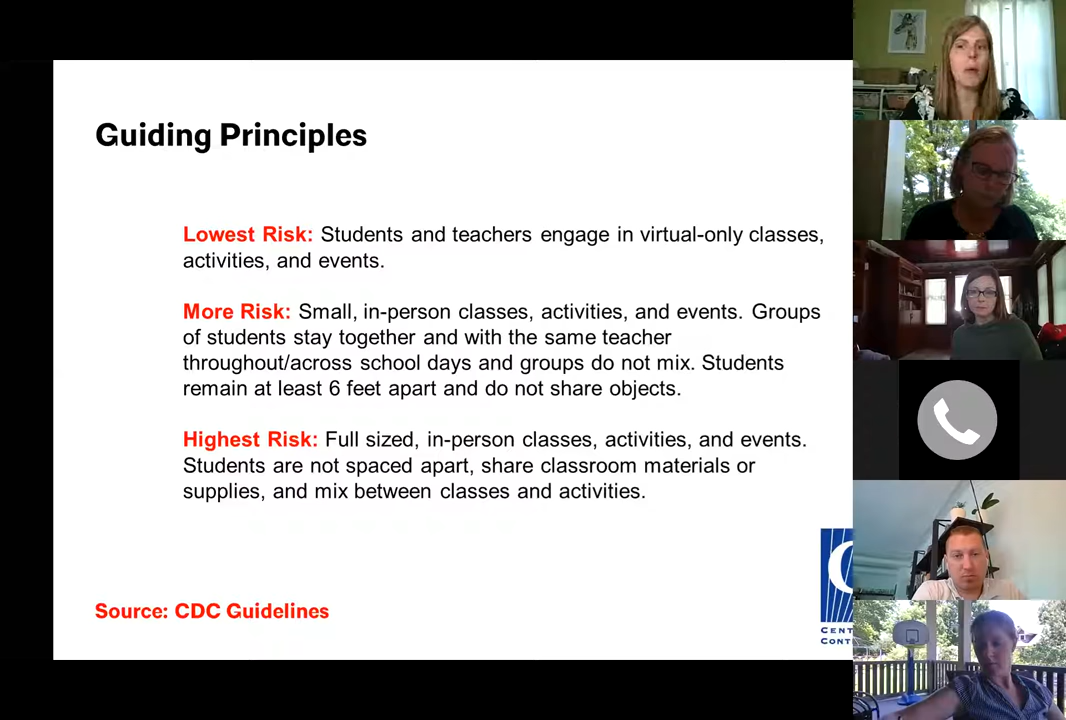 Guiding Principles
Lowest Risk: Students and teachers engage in virtual-only classes,
activities, and events.
More Risk: Small, in-person classes, activities, and events. Groups
of students stay together and with the same teacher
throughout/across school days and groups do not mix. Students
remain at least 6 feet apart and do not share objects.
Highest Risk: Full sized, in-person classes, activities, and events.
Students are not spaced apart, share classroom materials or
supplies, and mix between classes and activities.
Source: CDC Guidelines
C
CENT
CONT